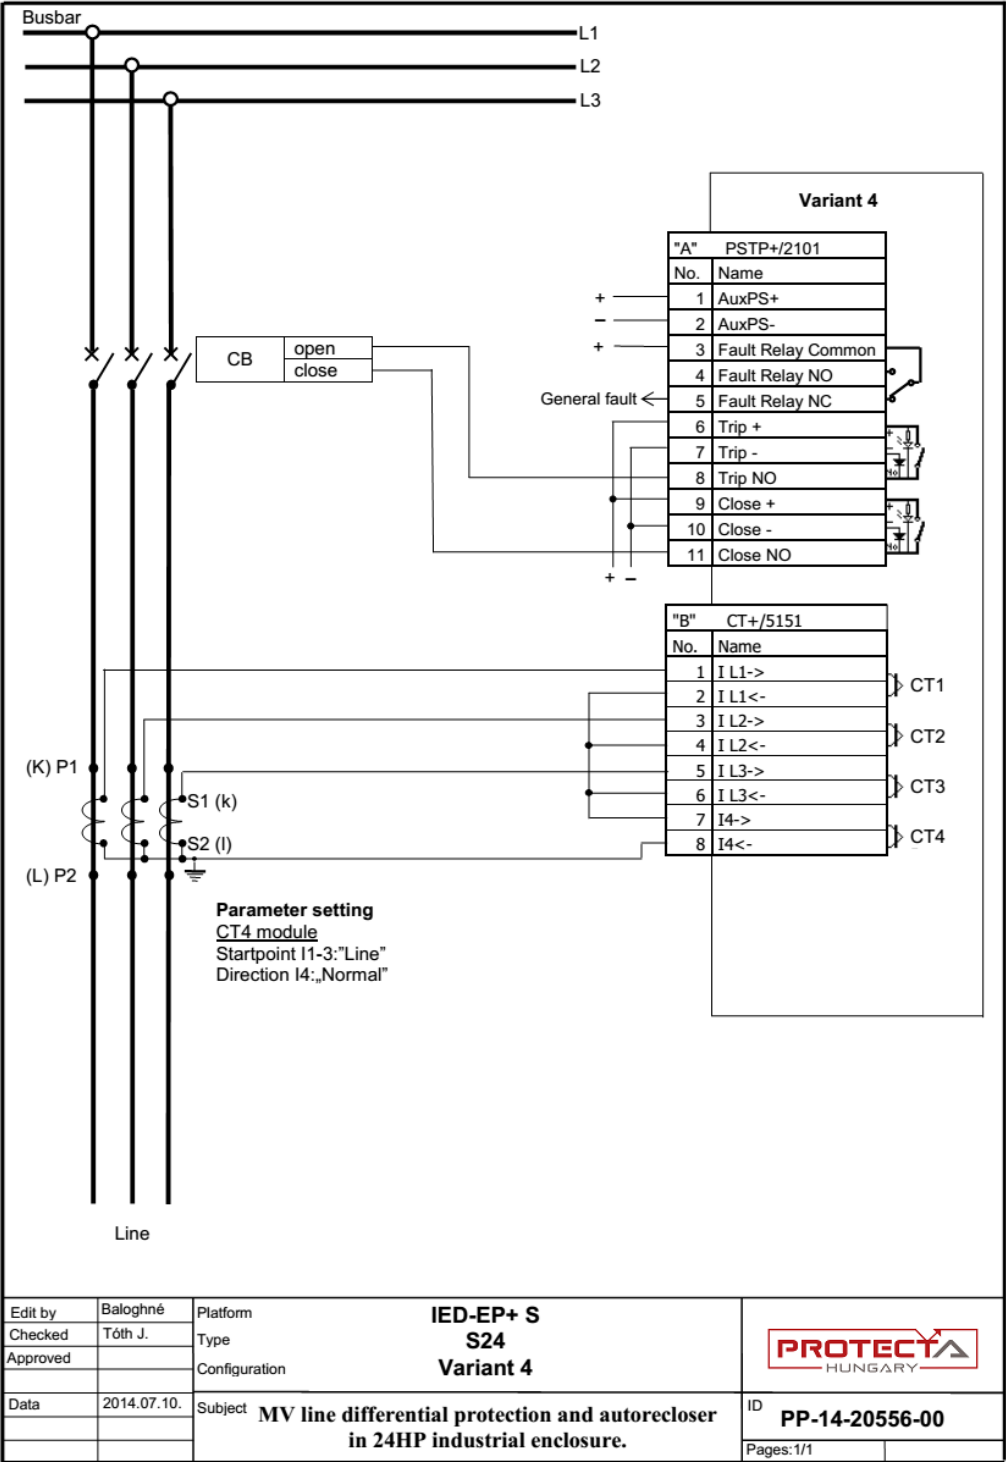 Busbar
L1
L2
L3
Variant 4
"A" PSTP+/2101
No. Name
+ 1 AuxPS+
− 2 AuxPS-
+ 3 Fault Relay Common
4 Fault Relay NO
General fault 5 Fault Relay NC
6 Trip +
7 Trip -
8 Trip NO
9 Close +
10 Close -
11 Close NO
+ −
CB open
close
"B" CT+/5151
No. Name
1 I L1->
2 I L1<-
CT1
3 I L2->
4 I L2<-
CT2
5 I L3->
6 I L3<-
CT3
7 I4->
8 I4<-
CT4
(K) P1
S1 (k)
S2 (l)
(L) P2
Parameter setting
CT4 module
Startpoint I1-3:”Line”
Direction I4:„Normal”
Line
Edit by Baloghné
Checked Tóth J.
Approved
Data 2014.07.10.
Platform IED-EP+ S
Type S24
Configuration Variant 4
Subject MV line differential protection and autorecloser
in 24HP industrial enclosure.
PROTECTA
HUNGARY
ID PP-14-20556-00
Pages:1/1